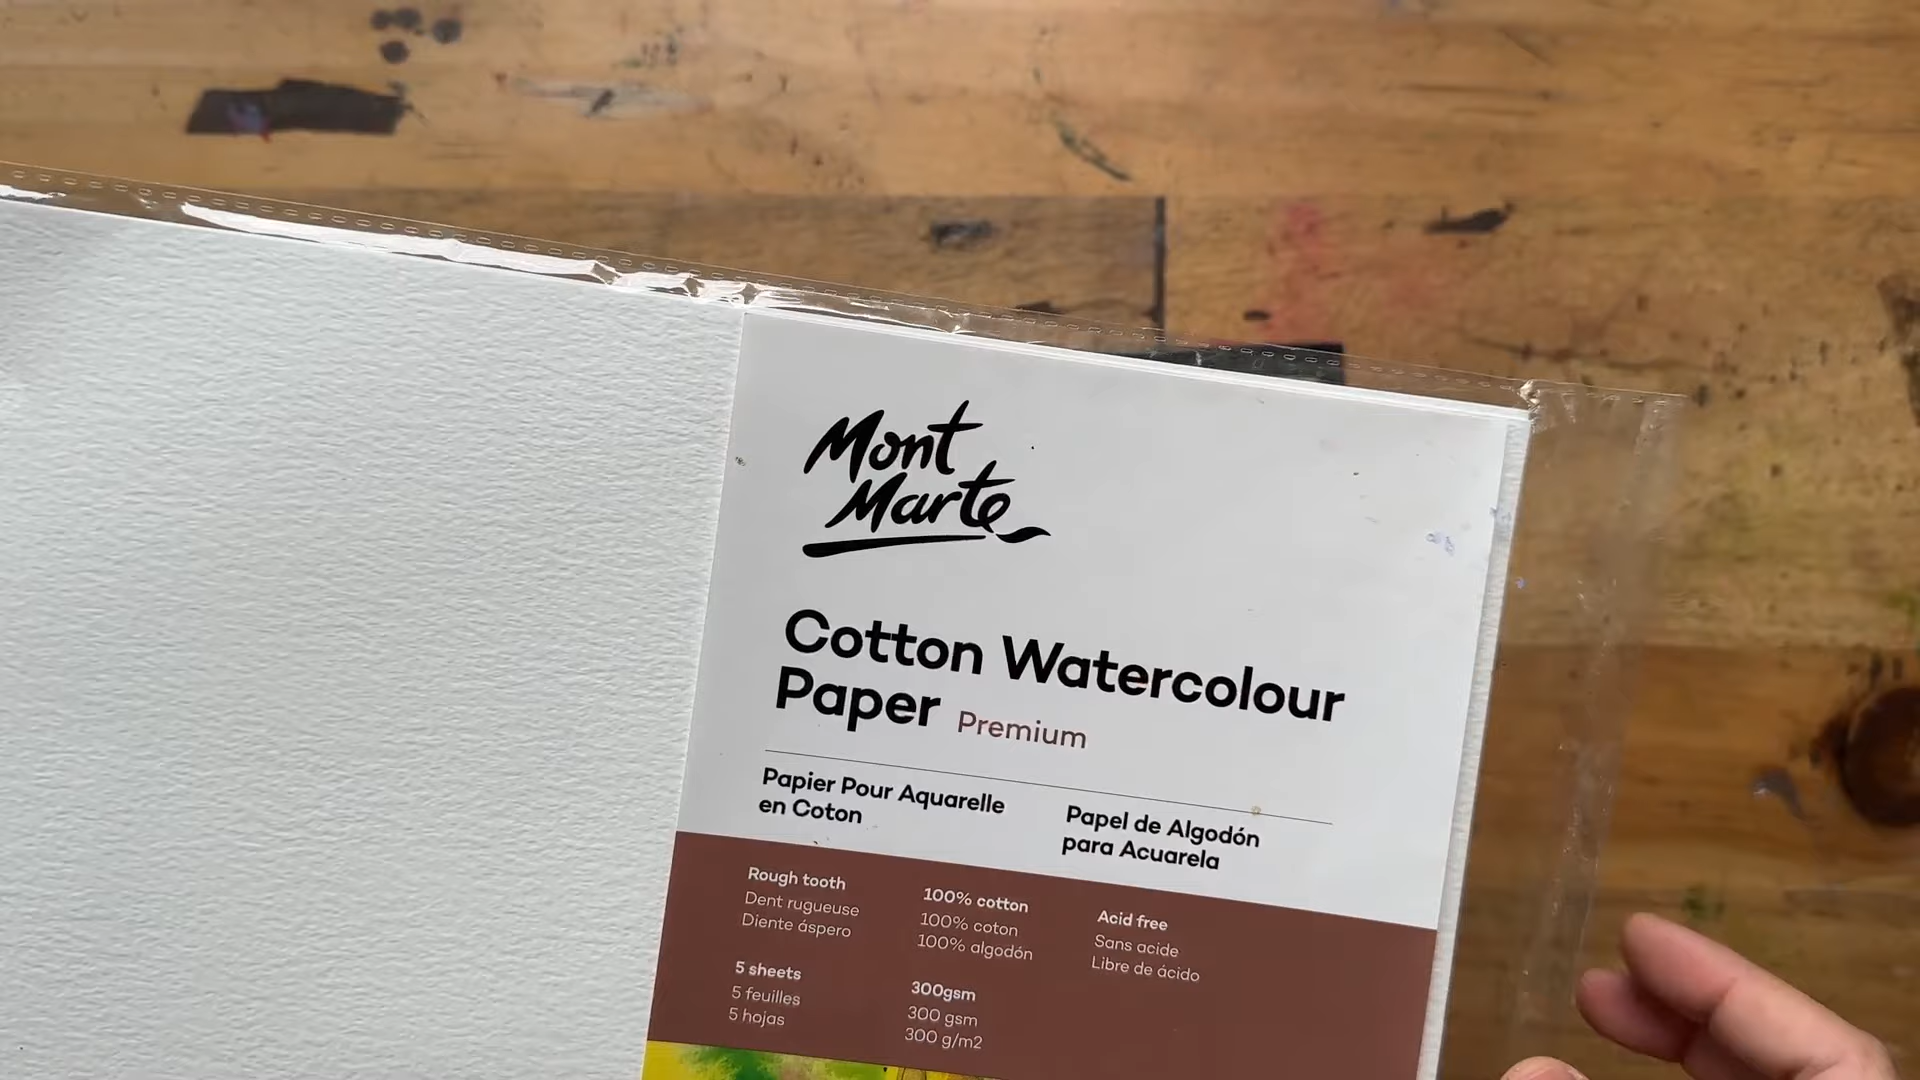 Mont
Marte
Cotton Watercolour
Paper Premium
Papier Pour Aquarelle
en Coton
Papel de Algodón
para Acuarela
Rough tooth
Dent rugueuse
Diente áspero
100% cotton
100% coton
100% algodón
Acid free
Sans acide
Libre de ácido
5 sheets
5 feuilles
5 hojas
300gsm
300 gsm
300 g/m2